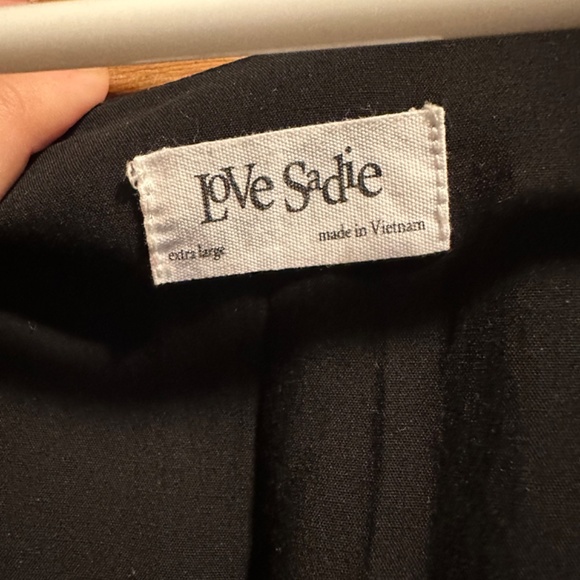 Love Sadie
made in Vietnam
extra large